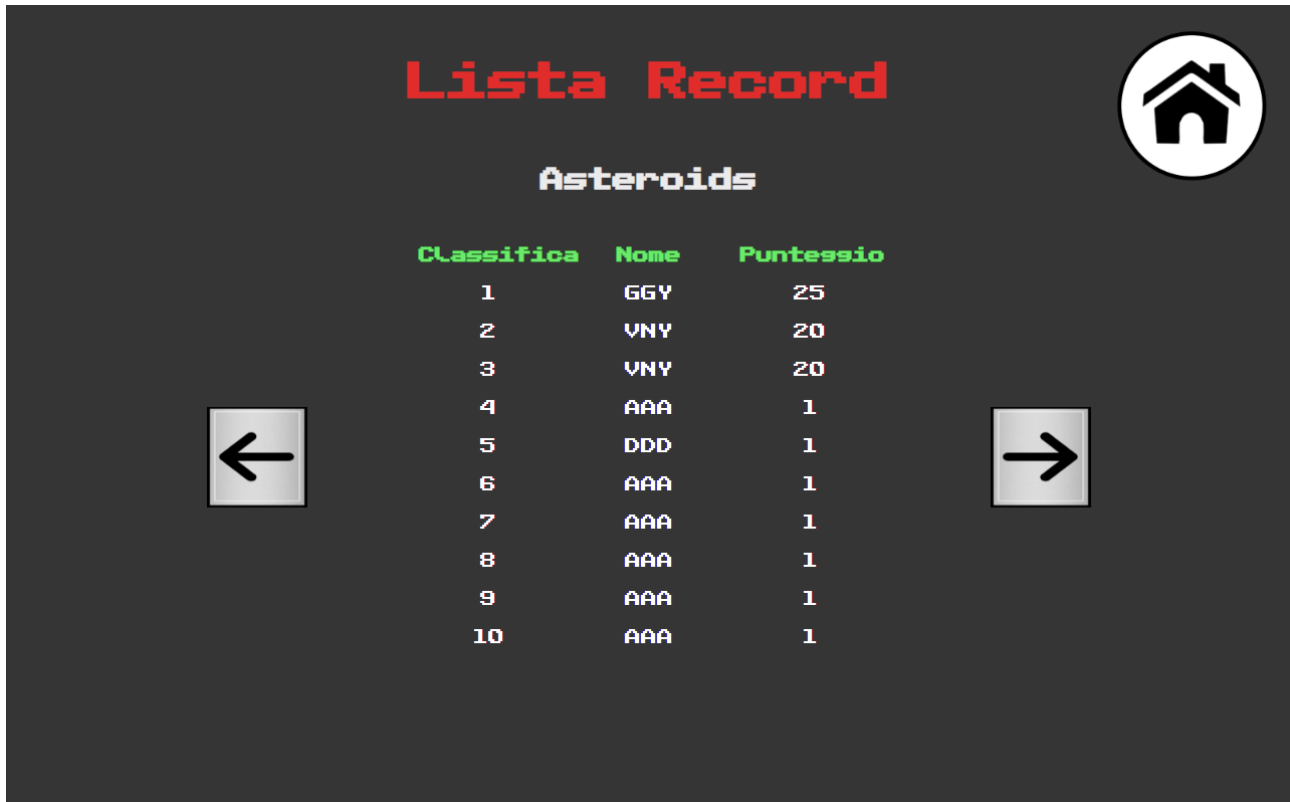 Lista Record
Asteroids
Classifica Nome Punteggio
1 GGY 25
2 VNY 20
3 VNY 20
4 AAA 1
5 DDD 1
6 AAA 1
7 AAA 1
8 AAA 1
9 AAA 1
10 AAA 1